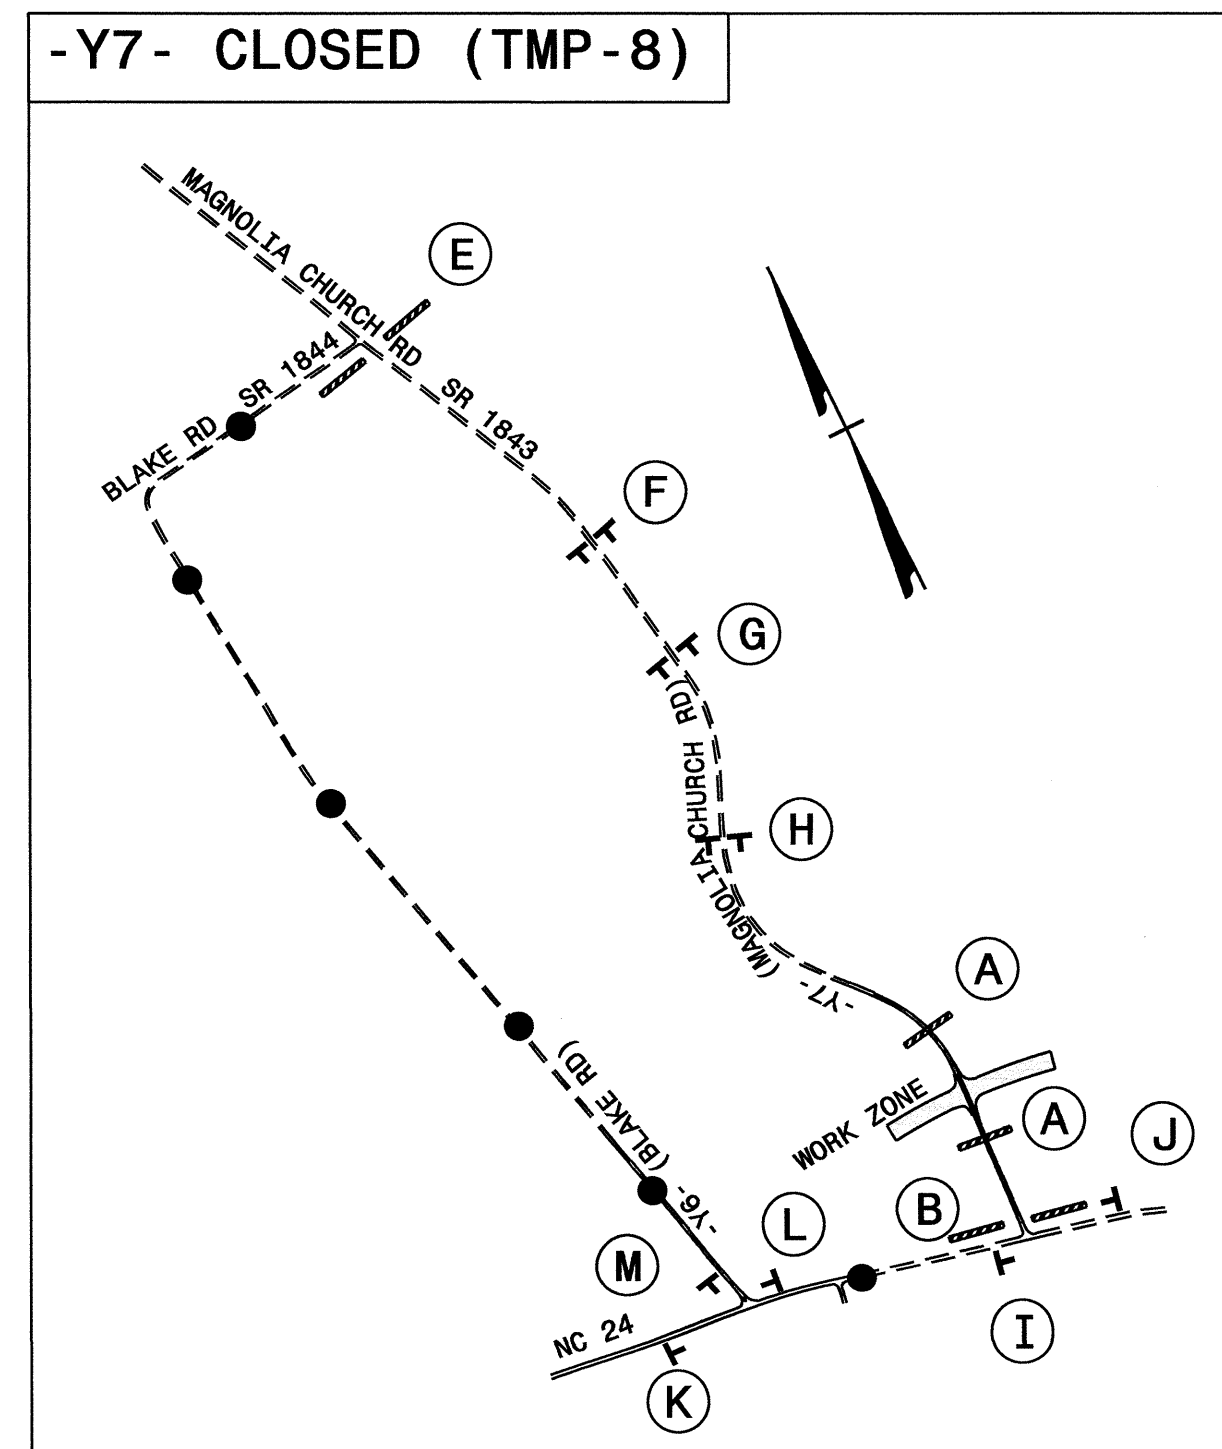 -Y7- CLOSED (TMP-8)
MAGNOLIA CHURCH RD SR 1843
E
BLAKE RD SR 1844
F
G
(MAGNOLIA CHURCH RD)
H
-Y7-
A
WORK ZONE
A
J
B
-Y6- (BLAKE RD)
L
M
NC 24
I
K